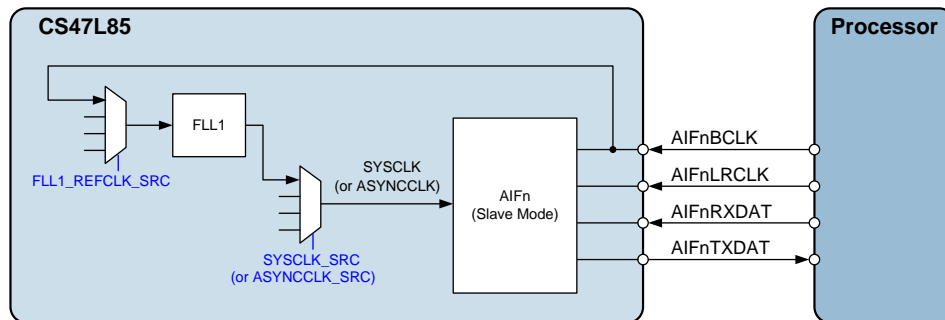 CS47L85
Processor
FLL1
FLL1_REFCLK_SRC
SYSCLK
(or ASYNCCLK)
SYSCLK_SRC
(or ASYNCCLK_SRC)
AIFn
(Slave Mode)
AIFnBCLK
AIFnLRCLK
AIFnRXDAT
AIFnTXDAT